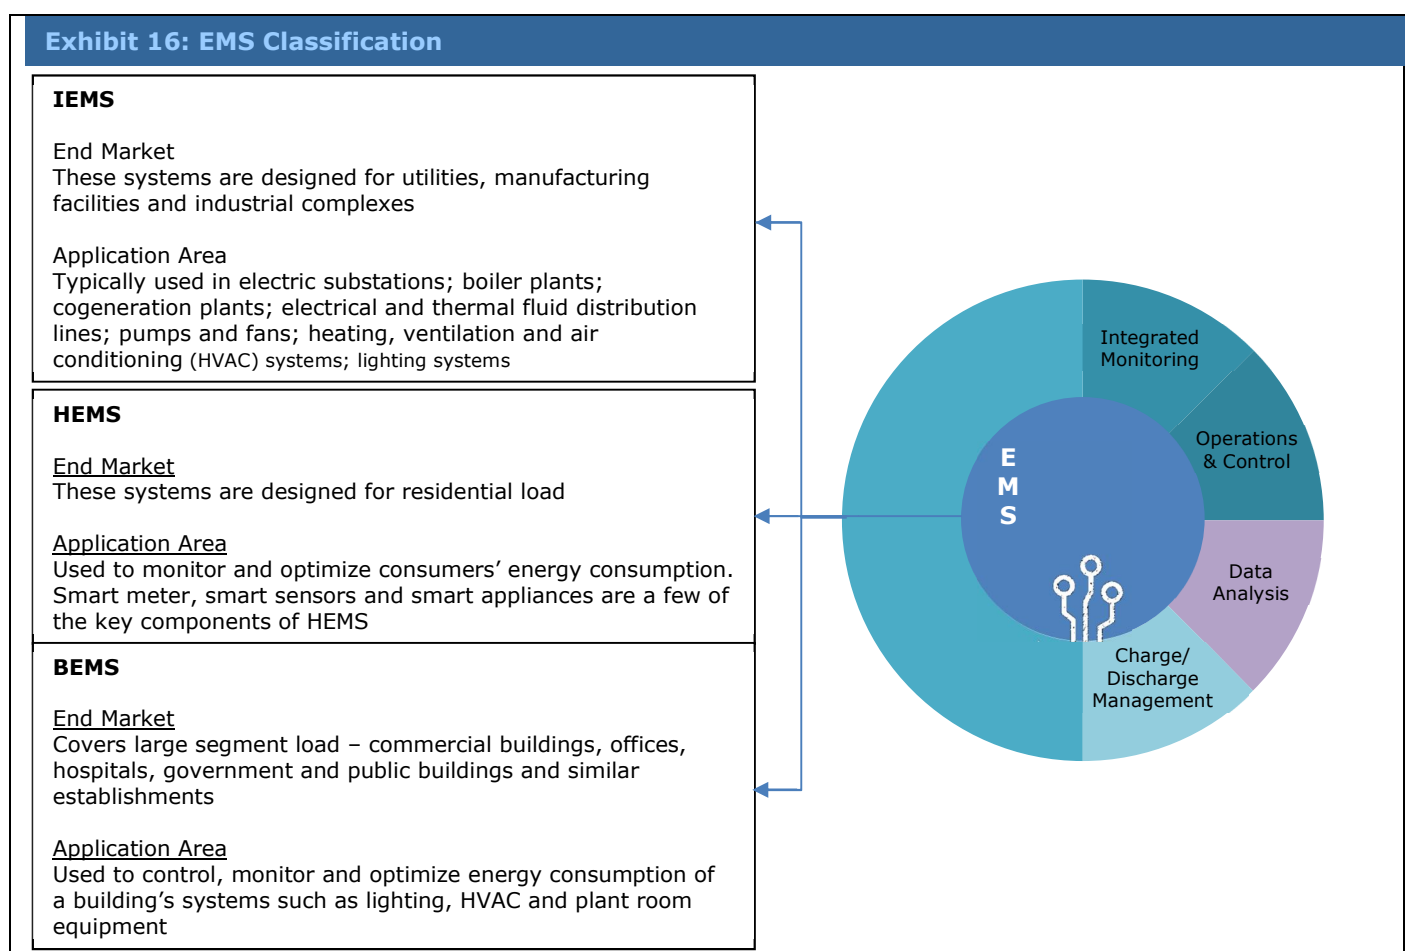 Exhibit 16: EMS Classification
IEMS
End Market
These systems are designed for utilities, manufacturing
facilities and industrial complexes
Application Area
Typically used in electric substations; boiler plants;
cogeneration plants; electrical and thermal fluid distribution
lines; pumps and fans; heating, ventilation and air
conditioning (HVAC) systems; lighting systems
HEMS
End Market
These systems are designed for residential load
Application Area
Used to monitor and optimize consumers’ energy consumption.
Smart meter, smart sensors and smart appliances are a few of
the key components of HEMS
BEMS
End Market
Covers large segment load – commercial buildings, offices,
hospitals, government and public buildings and similar
establishments
Application Area
Used to control, monitor and optimize energy consumption of
a building’s systems such as lighting, HVAC and plant room
equipment
E
M
S
Integrated
Monitoring
Operations
& Control
Data
Analysis
Charge/
Discharge
Management